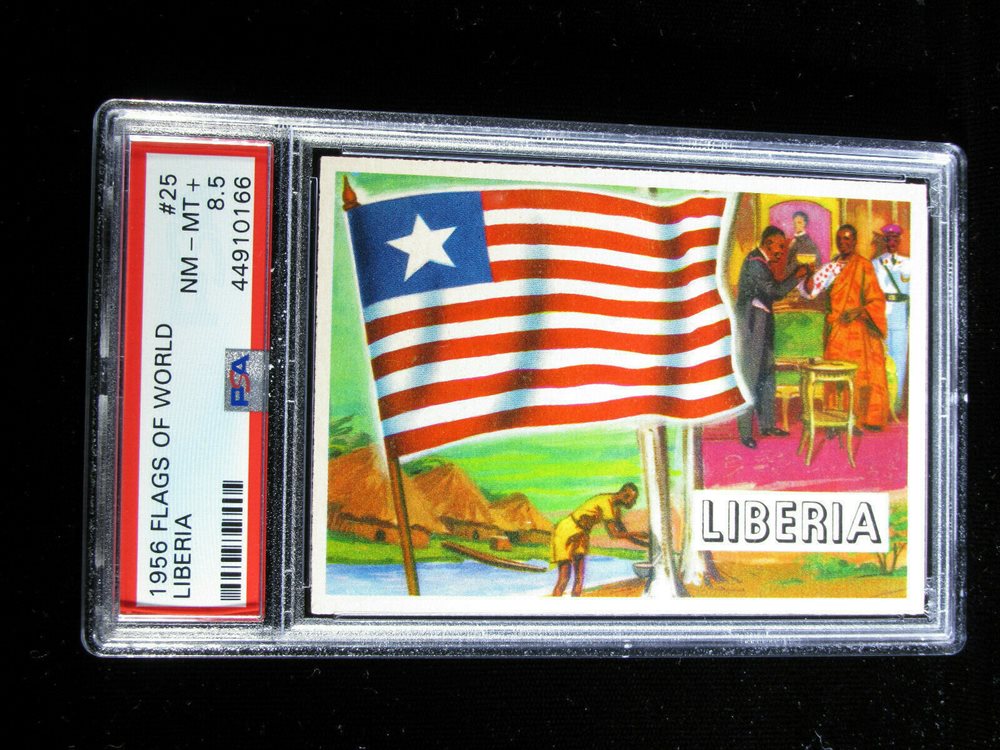 1956 FLAGS OF WORLD #25
LIBERIA NM – MT +
8.5
PSA 44910166
LIBERIA